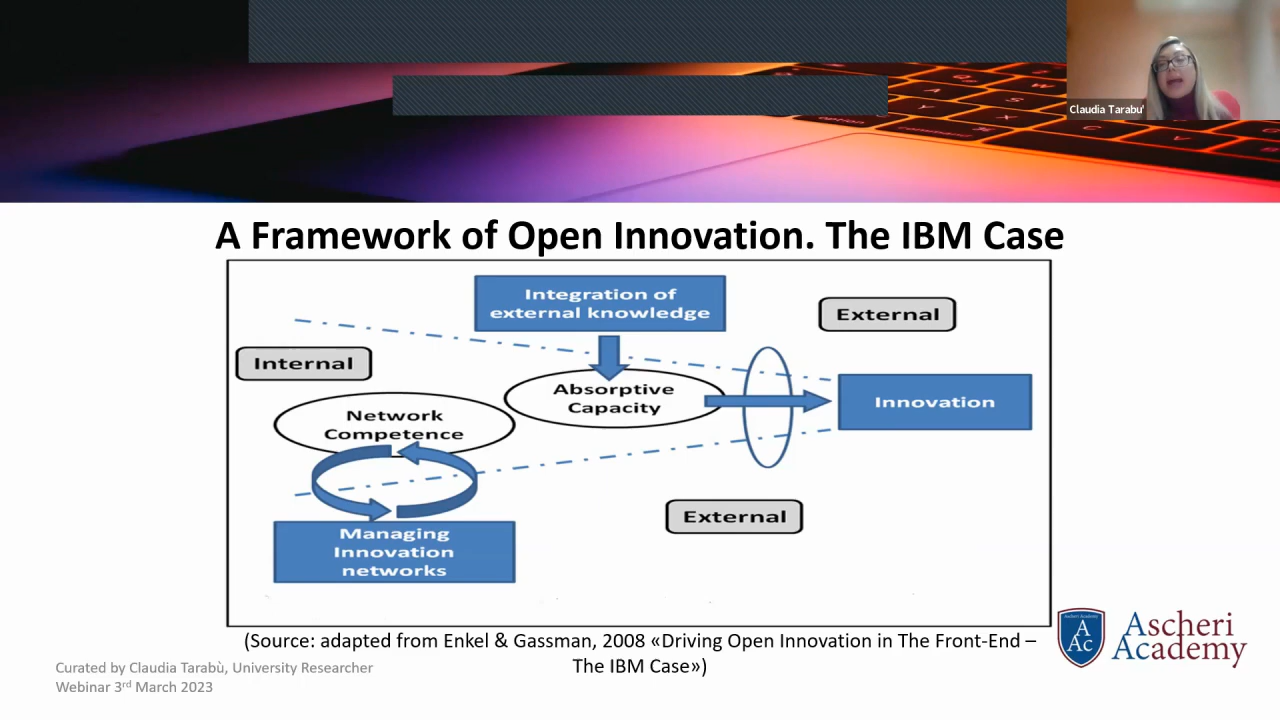 Claudia Tarabu'
A Framework of Open Innovation. The IBM Case
Integration of
external knowledge
External
Internal
Absorptive
Capacity
Innovation
Network
Competence
External
Managing
Innovation
networks
(Source: adapted from Enkel & Gassman, 2008 «Driving Open Innovation in The Front-End –
The IBM Case»)
Curated by Claudia Tarabù, University Researcher
Webinar 3rd March 2023
A
Ac
Ascheri
Academy